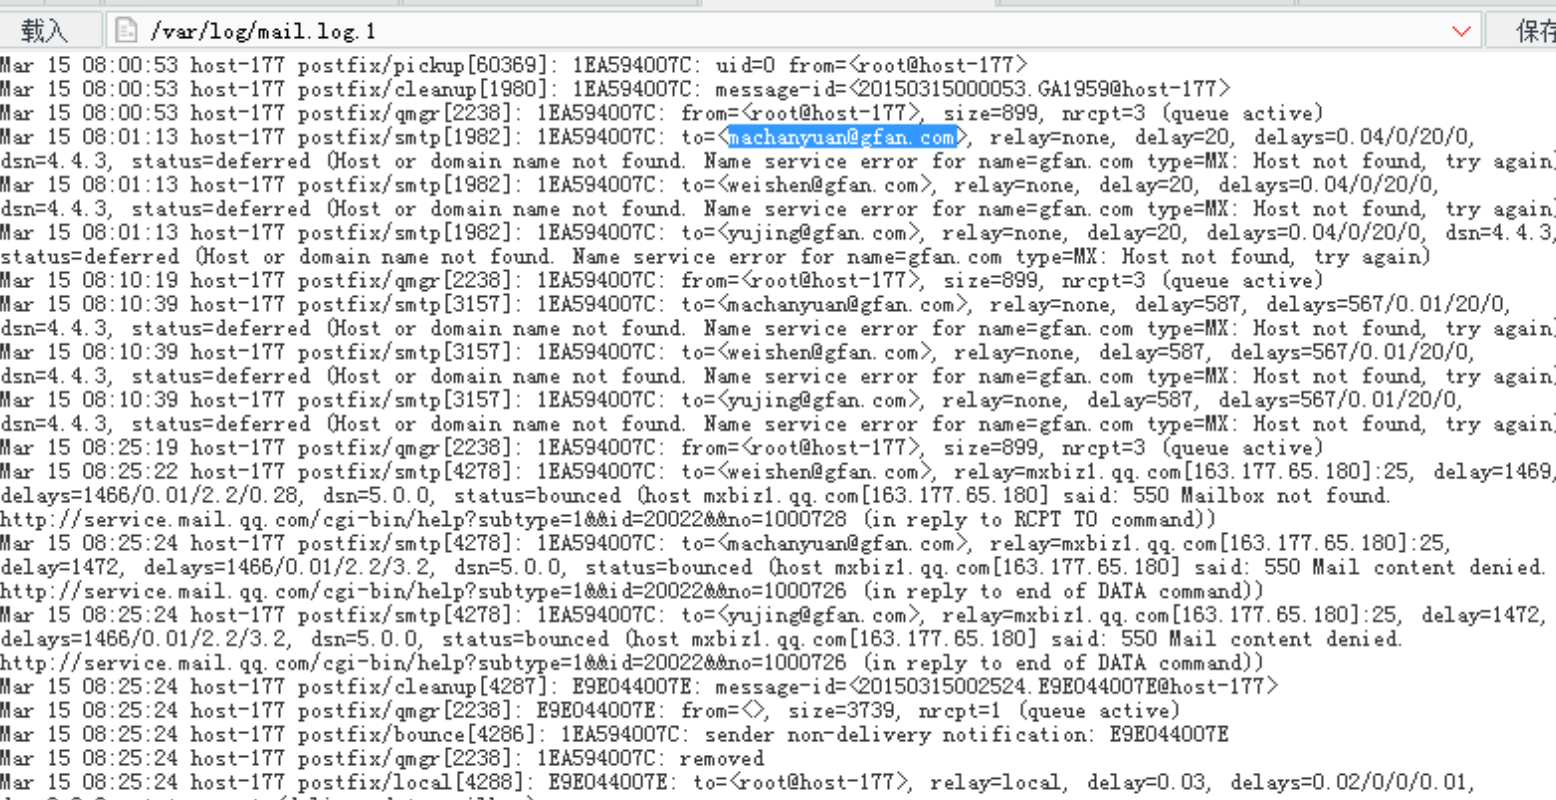 载入 /var/log/mail.log.1 保存
Mar 15 08:00:53 host-177 postfix/pickup[60369]: 1EA594007C: uid=0 from=<root@host-177>
Mar 15 08:00:53 host-177 postfix/cleanup[1980]: 1EA594007C: message-id=<20150315000053.GA1959@host-177>
Mar 15 08:00:53 host-177 postfix/qmgr[2238]: 1EA594007C: from=<root@host-177>, size=899, nrcpt=3 (queue active)
Mar 15 08:01:13 host-177 postfix/smtp[1982]: 1EA594007C: to=<machanyuan@gfan.com>, relay=none, delay=20, delays=0.04/0/20/0,
dsn=4.4.3, status=deferred (Host or domain name not found. Name service error for name=gfan.com type=MX: Host not found, try again)
Mar 15 08:01:13 host-177 postfix/smtp[1982]: 1EA594007C: to=<weishen@gfan.com>, relay=none, delay=20, delays=0.04/0/20/0,
dsn=4.4.3, status=deferred (Host or domain name not found. Name service error for name=gfan.com type=MX: Host not found, try again)
Mar 15 08:01:13 host-177 postfix/smtp[1982]: 1EA594007C: to=<yujing@gfan.com>, relay=none, delay=20, delays=0.04/0/20/0, dsn=4.4.3,
status=deferred (Host or domain name not found. Name service error for name=gfan.com type=MX: Host not found, try again)
Mar 15 08:10:19 host-177 postfix/qmgr[2238]: 1EA594007C: from=<root@host-177>, size=899, nrcpt=3 (queue active)
Mar 15 08:10:39 host-177 postfix/smtp[3157]: 1EA594007C: to=<machanyuan@gfan.com>, relay=none, delay=587, delays=567/0.01/20/0,
dsn=4.4.3, status=deferred (Host or domain name not found. Name service error for name=gfan.com type=MX: Host not found, try again)
Mar 15 08:10:39 host-177 postfix/smtp[3157]: 1EA594007C: to=<weishen@gfan.com>, relay=none, delay=587, delays=567/0.01/20/0,
dsn=4.4.3, status=deferred (Host or domain name not found. Name service error for name=gfan.com type=MX: Host not found, try again)
Mar 15 08:10:39 host-177 postfix/smtp[3157]: 1EA594007C: to=<yujing@gfan.com>, relay=none, delay=587, delays=567/0.01/20/0,
dsn=4.4.3, status=deferred (Host or domain name not found. Name service error for name=gfan.com type=MX: Host not found, try again)
Mar 15 08:25:19 host-177 postfix/qmgr[2238]: 1EA594007C: from=<root@host-177>, size=899, nrcpt=3 (queue active)
Mar 15 08:25:22 host-177 postfix/smtp[4278]: 1EA594007C: to=<weishen@gfan.com>, relay=mxbiz1.qq.com[163.177.65.180]:25, delay=1469,
delays=1466/0.01/2.2/0.28, dsn=5.0.0, status=bounced (host mxbiz1.qq.com[163.177.65.180] said: 550 Mailbox not found.
http://service.mail.qq.com/cgi-bin/help?subtype=1&&id=20022&&no=1000728 (in reply to RCPT TO command))
Mar 15 08:25:24 host-177 postfix/smtp[4278]: 1EA594007C: to=<machanyuan@gfan.com>, relay=mxbiz1.qq.com[163.177.65.180]:25,
delay=1472, delays=1466/0.01/2.2/3.2, dsn=5.0.0, status=bounced (host mxbiz1.qq.com[163.177.65.180] said: 550 Mail content denied.
http://service.mail.qq.com/cgi-bin/help?subtype=1&&id=20022&&no=1000726 (in reply to end of DATA command))
Mar 15 08:25:24 host-177 postfix/smtp[4278]: 1EA594007C: to=<yujing@gfan.com>, relay=mxbiz1.qq.com[163.177.65.180]:25, delay=1472,
delays=1466/0.01/2.2/3.2, dsn=5.0.0, status=bounced (host mxbiz1.qq.com[163.177.65.180] said: 550 Mail content denied.
http://service.mail.qq.com/cgi-bin/help?subtype=1&&id=20022&&no=1000726 (in reply to end of DATA command))
Mar 15 08:25:24 host-177 postfix/cleanup[4287]: E9E044007E: message-id=<20150315002524.E9E044007E@host-177>
Mar 15 08:25:24 host-177 postfix/qmgr[2238]: E9E044007E: from=<>, size=3739, nrcpt=1 (queue active)
Mar 15 08:25:24 host-177 postfix/bounce[4286]: 1EA594007C: sender non-delivery notification: E9E044007E
Mar 15 08:25:24 host-177 postfix/qmgr[2238]: 1EA594007C: removed
Mar 15 08:25:24 host-177 postfix/local[4288]: E9E044007E: to=<root@host-177>, relay=local, delay=0.03, delays=0.02/0/0/0.01,